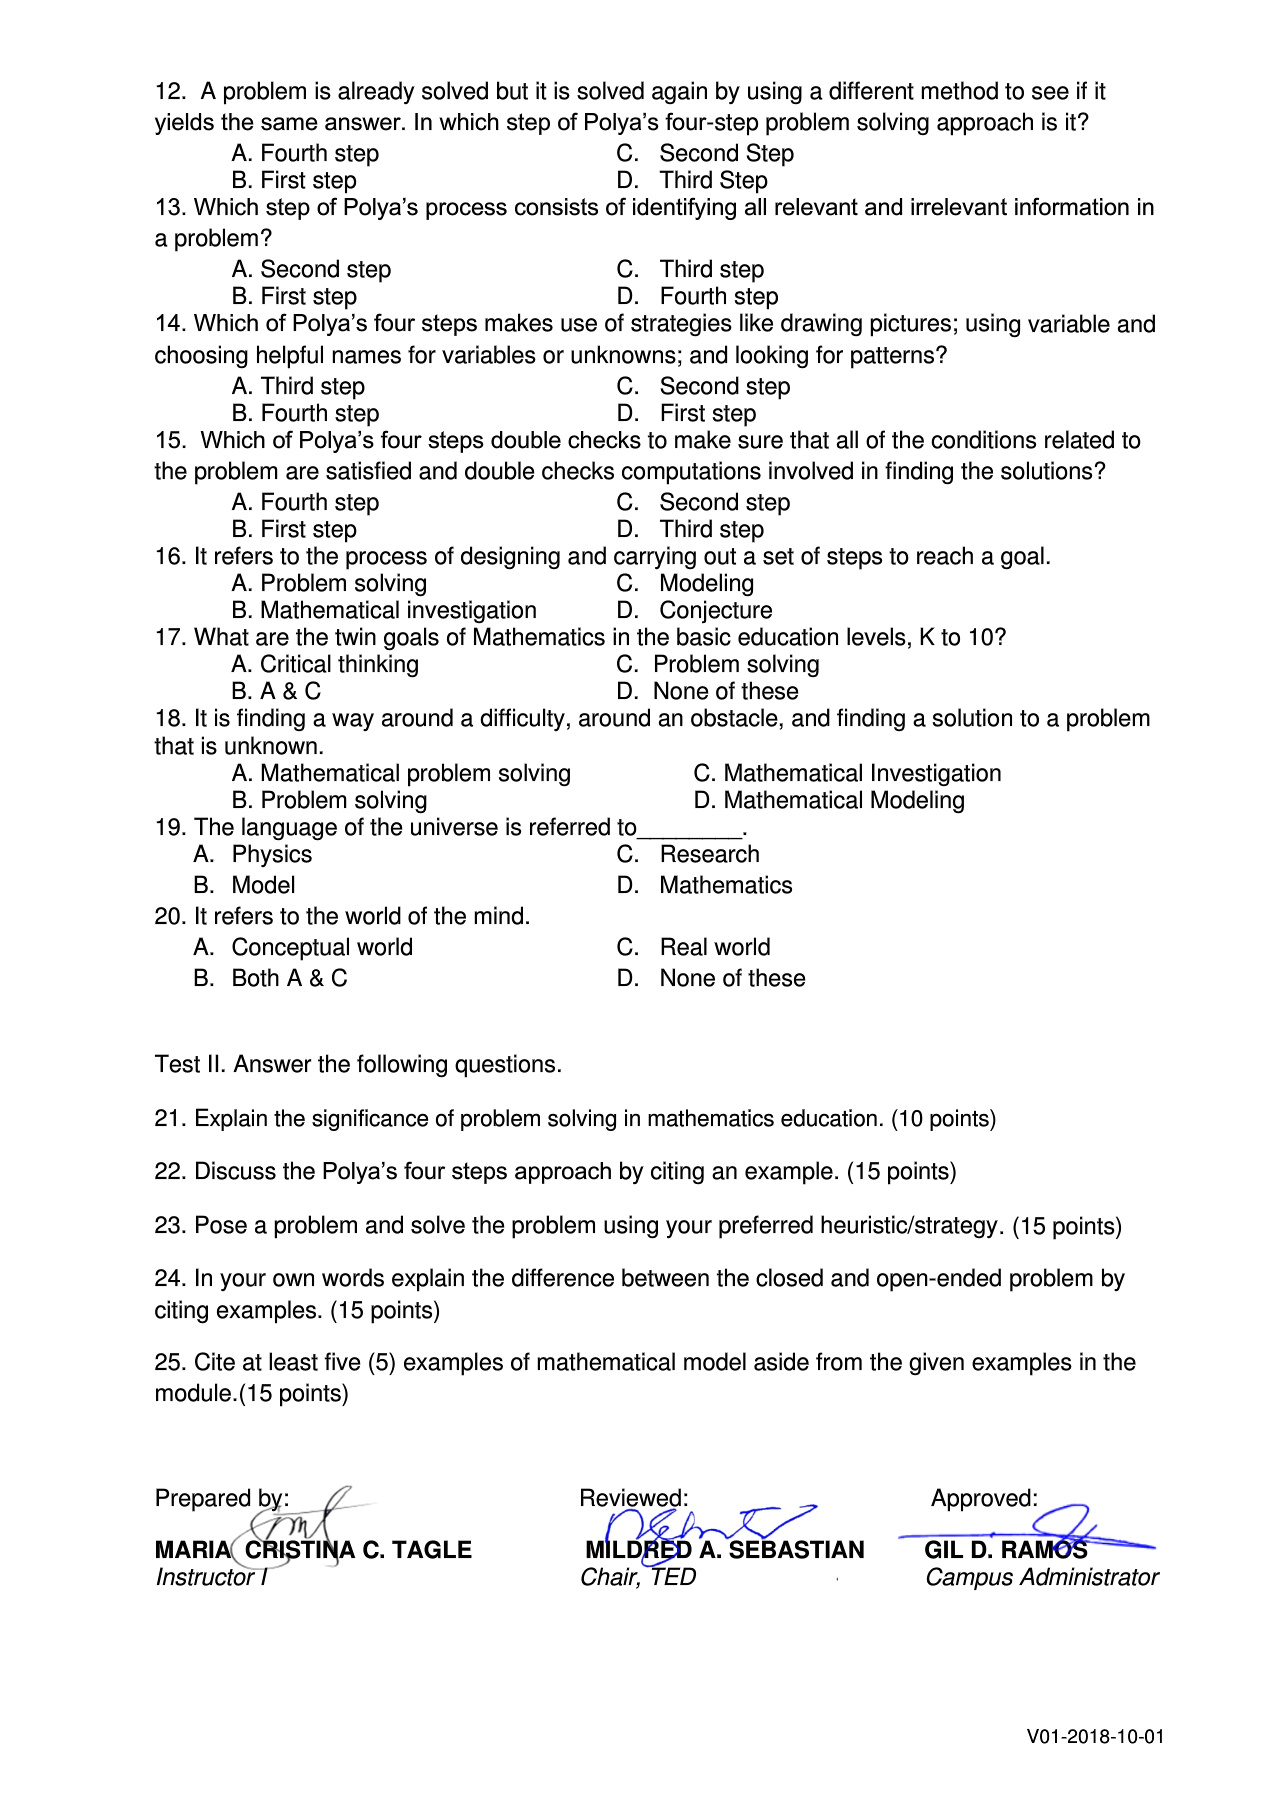 12.  A problem is already solved but it is solved again by using a different method to see if it
yields the same answer. In which step of Polya’s four-step problem solving approach is it?
A. Fourth step C. Second Step
B. First step D. Third Step
13. Which step of Polya’s process consists of identifying all relevant and irrelevant information in
a problem?
A. Second step C. Third step
B. First step D. Fourth step
14. Which of Polya’s four steps makes use of strategies like drawing pictures; using variable and
choosing helpful names for variables or unknowns; and looking for patterns?
A. Third step C. Second step
B. Fourth step D. First step
15.  Which of Polya’s four steps double checks to make sure that all of the conditions related to
the problem are satisfied and double checks computations involved in finding the solutions?
A. Fourth step C. Second step
B. First step D. Third step
16. It refers to the process of designing and carrying out a set of steps to reach a goal.
A. Problem solving C. Modeling
B. Mathematical investigation D. Conjecture
17. What are the twin goals of Mathematics in the basic education levels, K to 10?
A. Critical thinking C. Problem solving
B. A & C D. None of these
18. It is finding a way around a difficulty, around an obstacle, and finding a solution to a problem
that is unknown.
A. Mathematical problem solving C. Mathematical Investigation
B. Problem solving D. Mathematical Modeling
19. The language of the universe is referred to________.
A. Physics C. Research
B. Model D. Mathematics
20. It refers to the world of the mind.
A. Conceptual world C. Real world
B. Both A & C D. None of these
Test II. Answer the following questions.
21. Explain the significance of problem solving in mathematics education. (10 points)
22. Discuss the Polya’s four steps approach by citing an example. (15 points)
23. Pose a problem and solve the problem using your preferred heuristic/strategy. (15 points)
24. In your own words explain the difference between the closed and open-ended problem by
citing examples. (15 points)
25. Cite at least five (5) examples of mathematical model aside from the given examples in the
module.(15 points)
Prepared by: Reviewed: Approved:
MARIA CRISTINA C. TAGLE MILDRED A. SEBASTIAN GIL D. RAMOS
Instructor I Chair, TED Campus Administrator
V01-2018-10-01